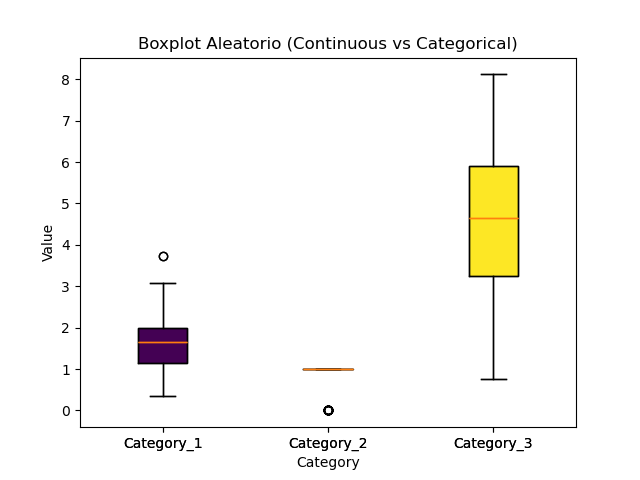 Boxplot Aleatorio (Continuous vs Categorical)
8
7
6
5
4
3
2
1
0
Value
Category_1 Category_2 Category_3
Category